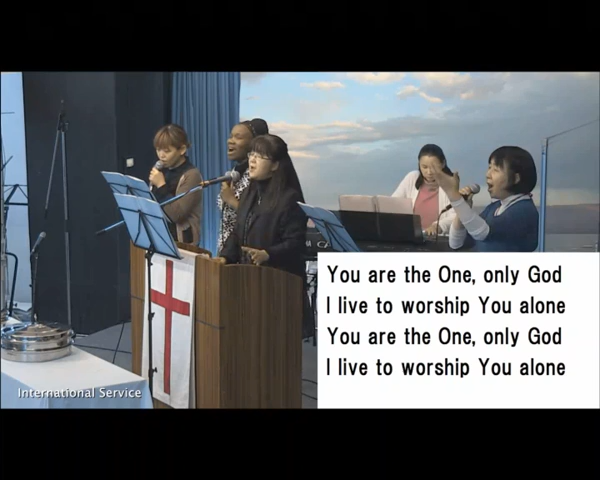 You are the One, only God
I live to worship You alone
You are the One, only God
I live to worship You alone
International Service